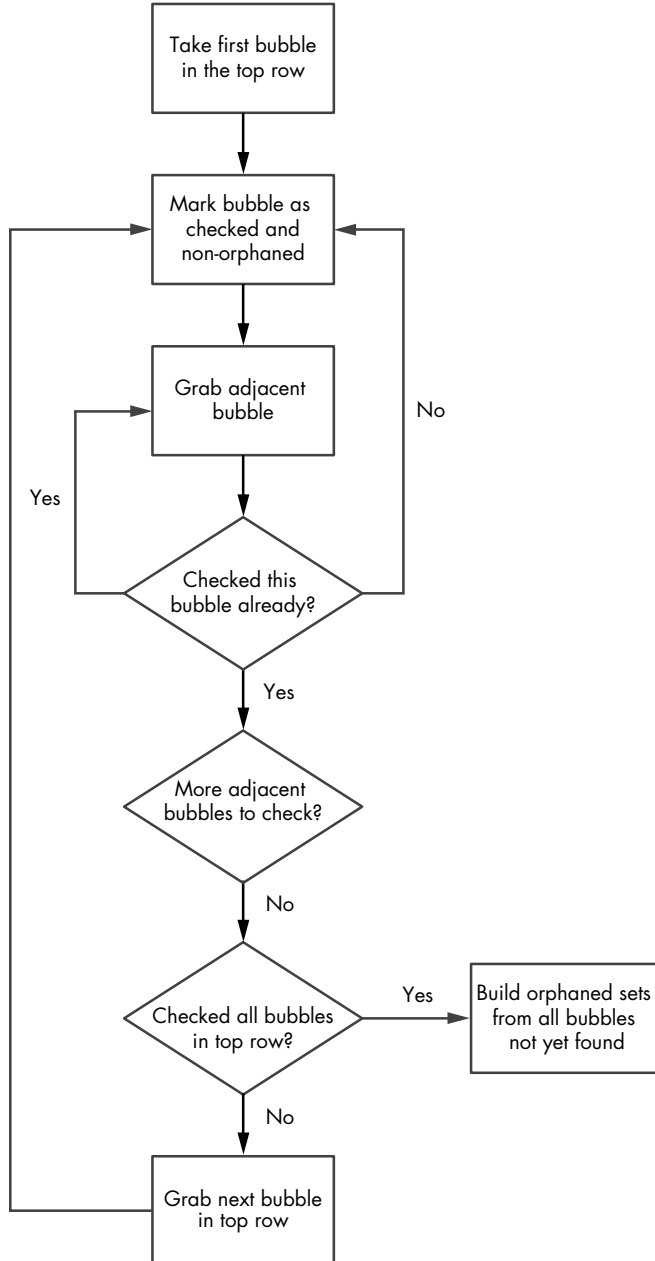 Take first bubble
in the top row
Mark bubble as
checked and
non-orphaned
Grab adjacent
bubble
No
Yes
Checked this
bubble already?
Yes
More adjacent
bubbles to check?
No
Checked all bubbles
in top row?
Yes
Build orphaned sets
from all bubbles
not yet found
No
Grab next bubble
in top row